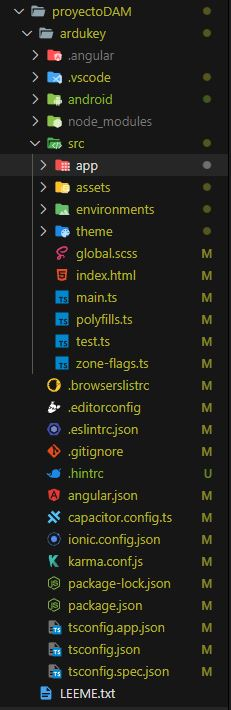 proyectoDAM
ardukey
.angular
.vscode
android
node_modules
src
app
assets
environments
theme
global.scss M
index.html M
main.ts M
polyfills.ts M
test.ts M
zone-flags.ts M
.browserslistrc M
.editorconfig M
.eslintrc.json M
.gitignore M
.hintrc U
angular.json M
capacitor.config.ts M
ionic.config.json M
karma.conf.js M
package-lock.json M
package.json M
tsconfig.app.json M
tsconfig.json M
tsconfig.spec.json M
LEEME.txt